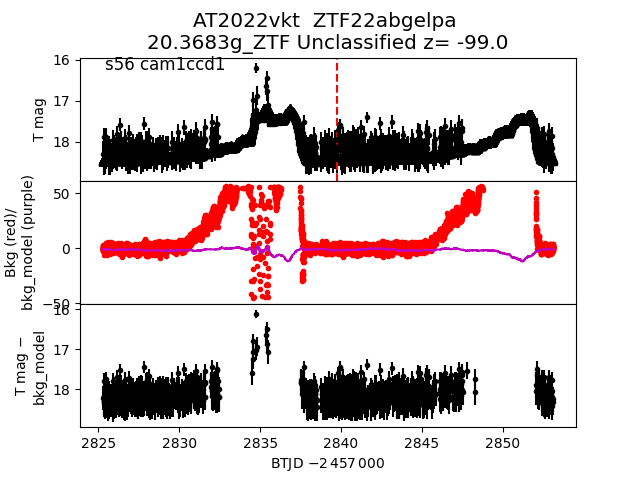 AT2022vkt  ZTF22abgelpa
20.3683g_ZTF Unclassified z= -99.0
s56 cam1ccd1
16
17
18
T mag
50
0
−50
Bkg (red)/
bkg_model (purple)
16
17
18
T mag −
bkg_model
2825
2830
2835
2840
2845
2850
BTJD −2 457 000